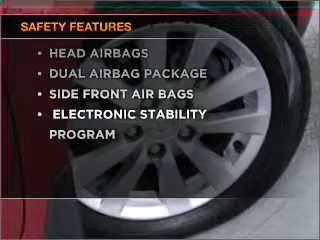 SAFETY FEATURES
• HEAD AIRBAGS
• DUAL AIRBAG PACKAGE
• SIDE FRONT AIR BAGS
• ELECTRONIC STABILITY
PROGRAM